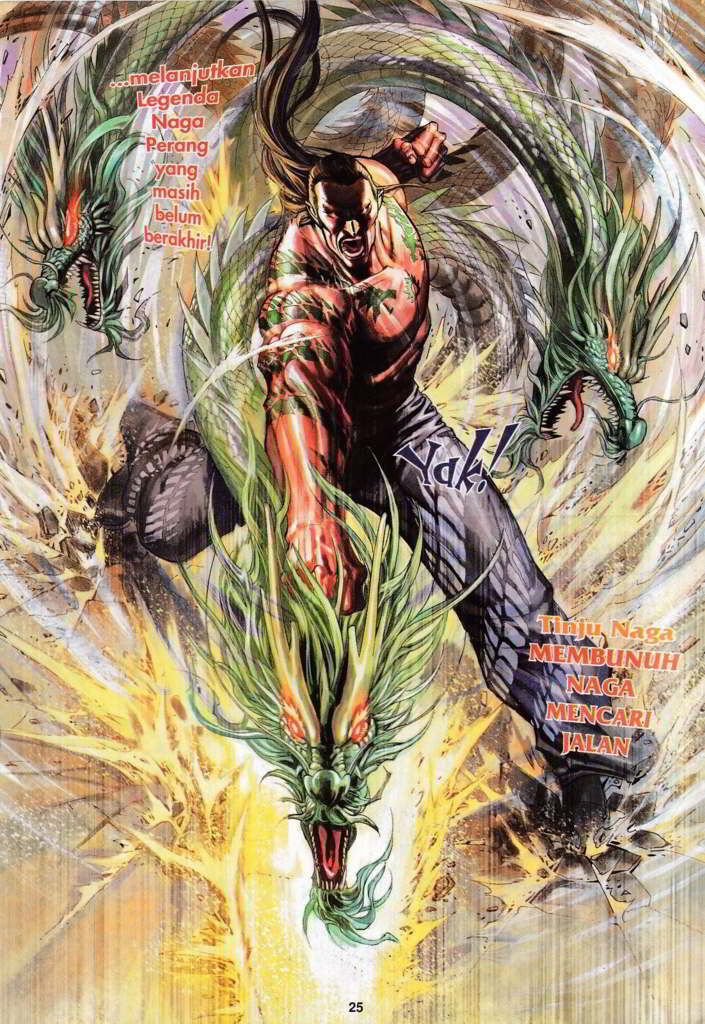 ...melanjutkan
Legenda
Naga
Perang
yang
masih
belum
berakhir!
Yak!
Tinju Naga
MEMBUNUH
NAGA
MENCARI
JALAN
25